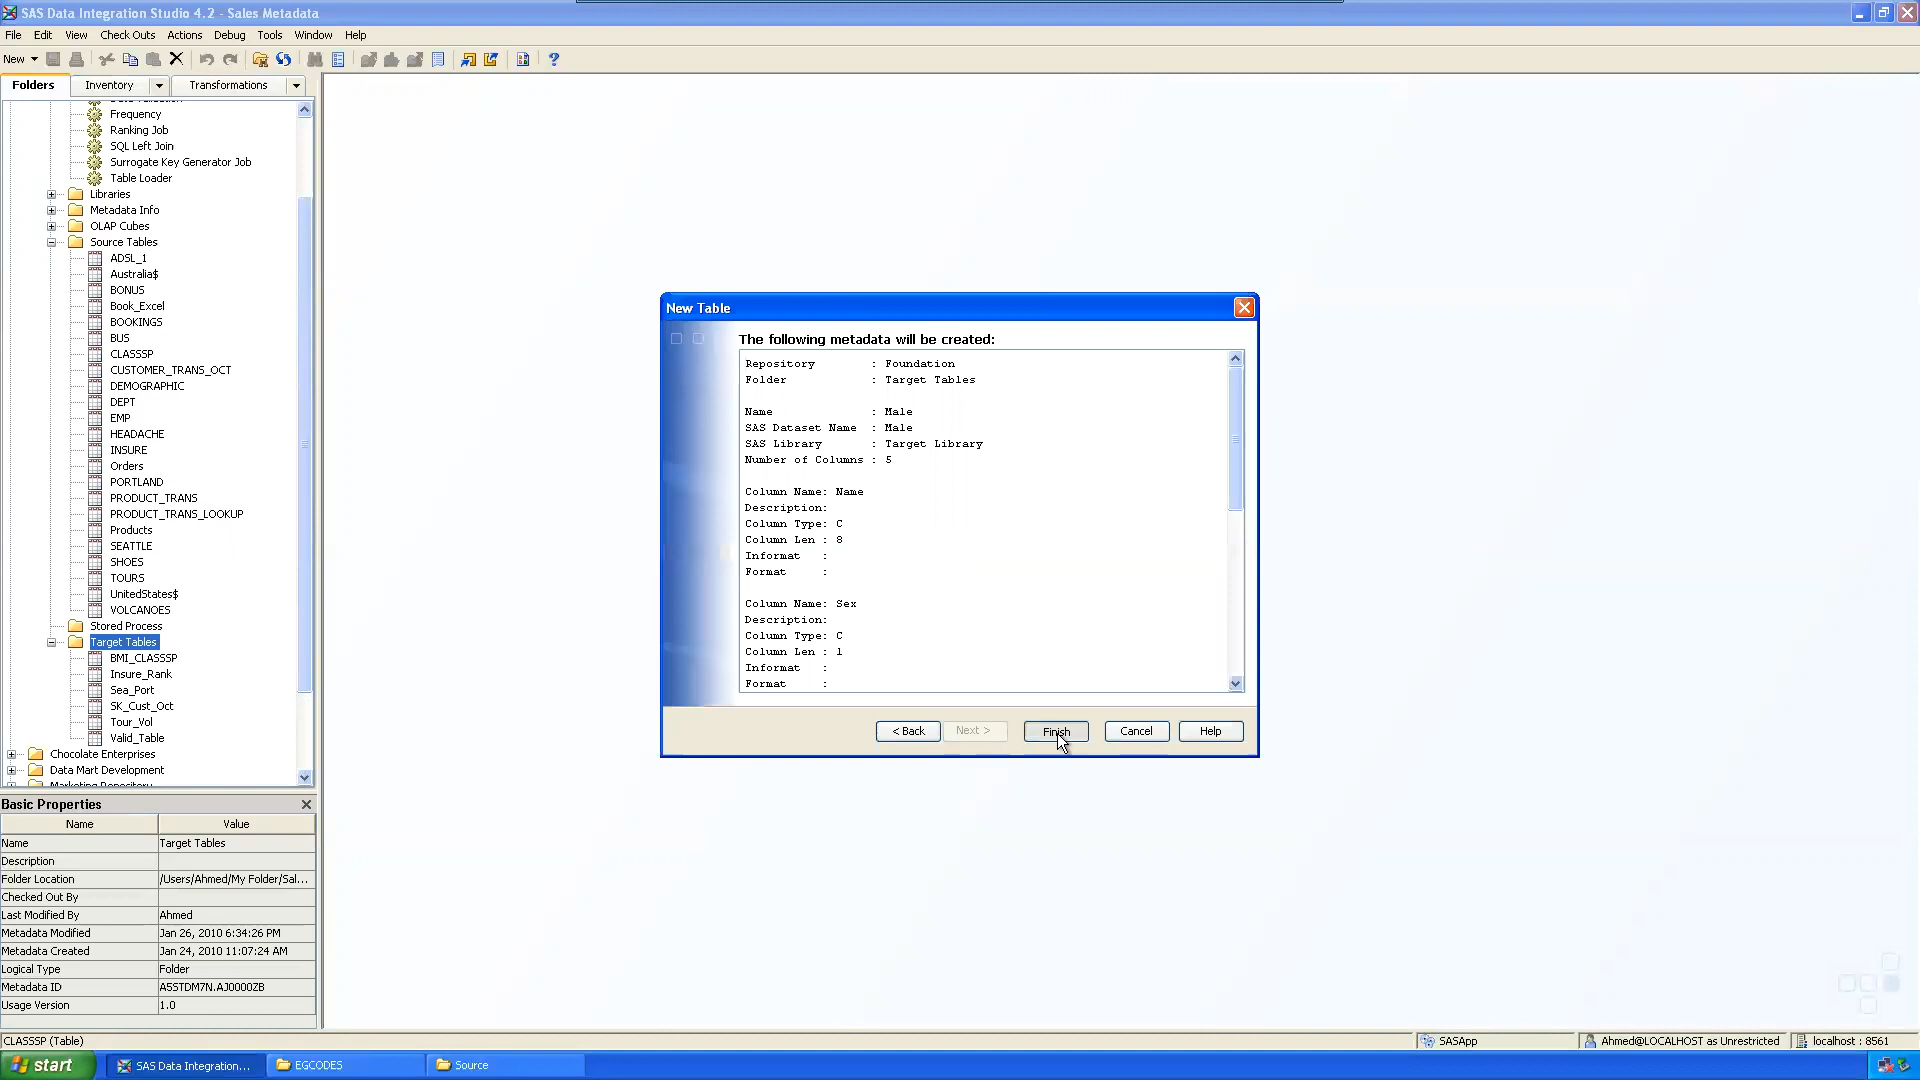 SAS Data Integration Studio 4.2 - Sales Metadata
File Edit View Check Outs Actions Debug Tools Window Help
New
Folders Inventory Transformations
Frequency
Ranking Job
SQL Left Join
Surrogate Key Generator Job
Table Loader
Libraries
Metadata Info
OLAP Cubes
Source Tables
ADSL_1
Australia$
BONUS
Book_Excel
BOOKINGS
BUS
CLASSSP
CUSTOMER_TRANS_OCT
DEMOGRAPHIC
DEPT
EMP
HEADACHE
INSURE
Orders
PORTLAND
PRODUCT_TRANS
PRODUCT_TRANS_LOOKUP
Products
SEATTLE
SHOES
TOURS
UnitedStates$
VOLCANOES
Stored Process
Target Tables
BMI_CLASSSP
Insure_Rank
Sea_Port
SK_Cust_Oct
Tour_Vol
Valid_Table
Chocolate Enterprises
Data Mart Development
Basic Properties
Name Value
Name Target Tables
Description
Folder Location /Users/Ahmed/My Folder/Sal...
Checked Out By
Last Modified By Ahmed
Metadata Modified Jan 26, 2010 6:34:26 PM
Metadata Created Jan 24, 2010 11:07:24 AM
Logical Type Folder
Metadata ID A5STDM7N.AJ0000ZB
Usage Version 1.0
New Table
The following metadata will be created:
Repository : Foundation
Folder : Target Tables
Name : Male
SAS Dataset Name : Male
SAS Library : Target Library
Number of Columns : 5
Column Name: Name
Description:
Column Type: C
Column Len : 8
Informat :
Format :
Column Name: Sex
Description:
Column Type: C
Column Len : 1
Informat :
Format :
< Back Next > Finish Cancel Help
CLASSSP (Table) SASApp Ahmed@LOCALHOST as Unrestricted localhost : 8561
start SAS Data Integration... EGCODES Source